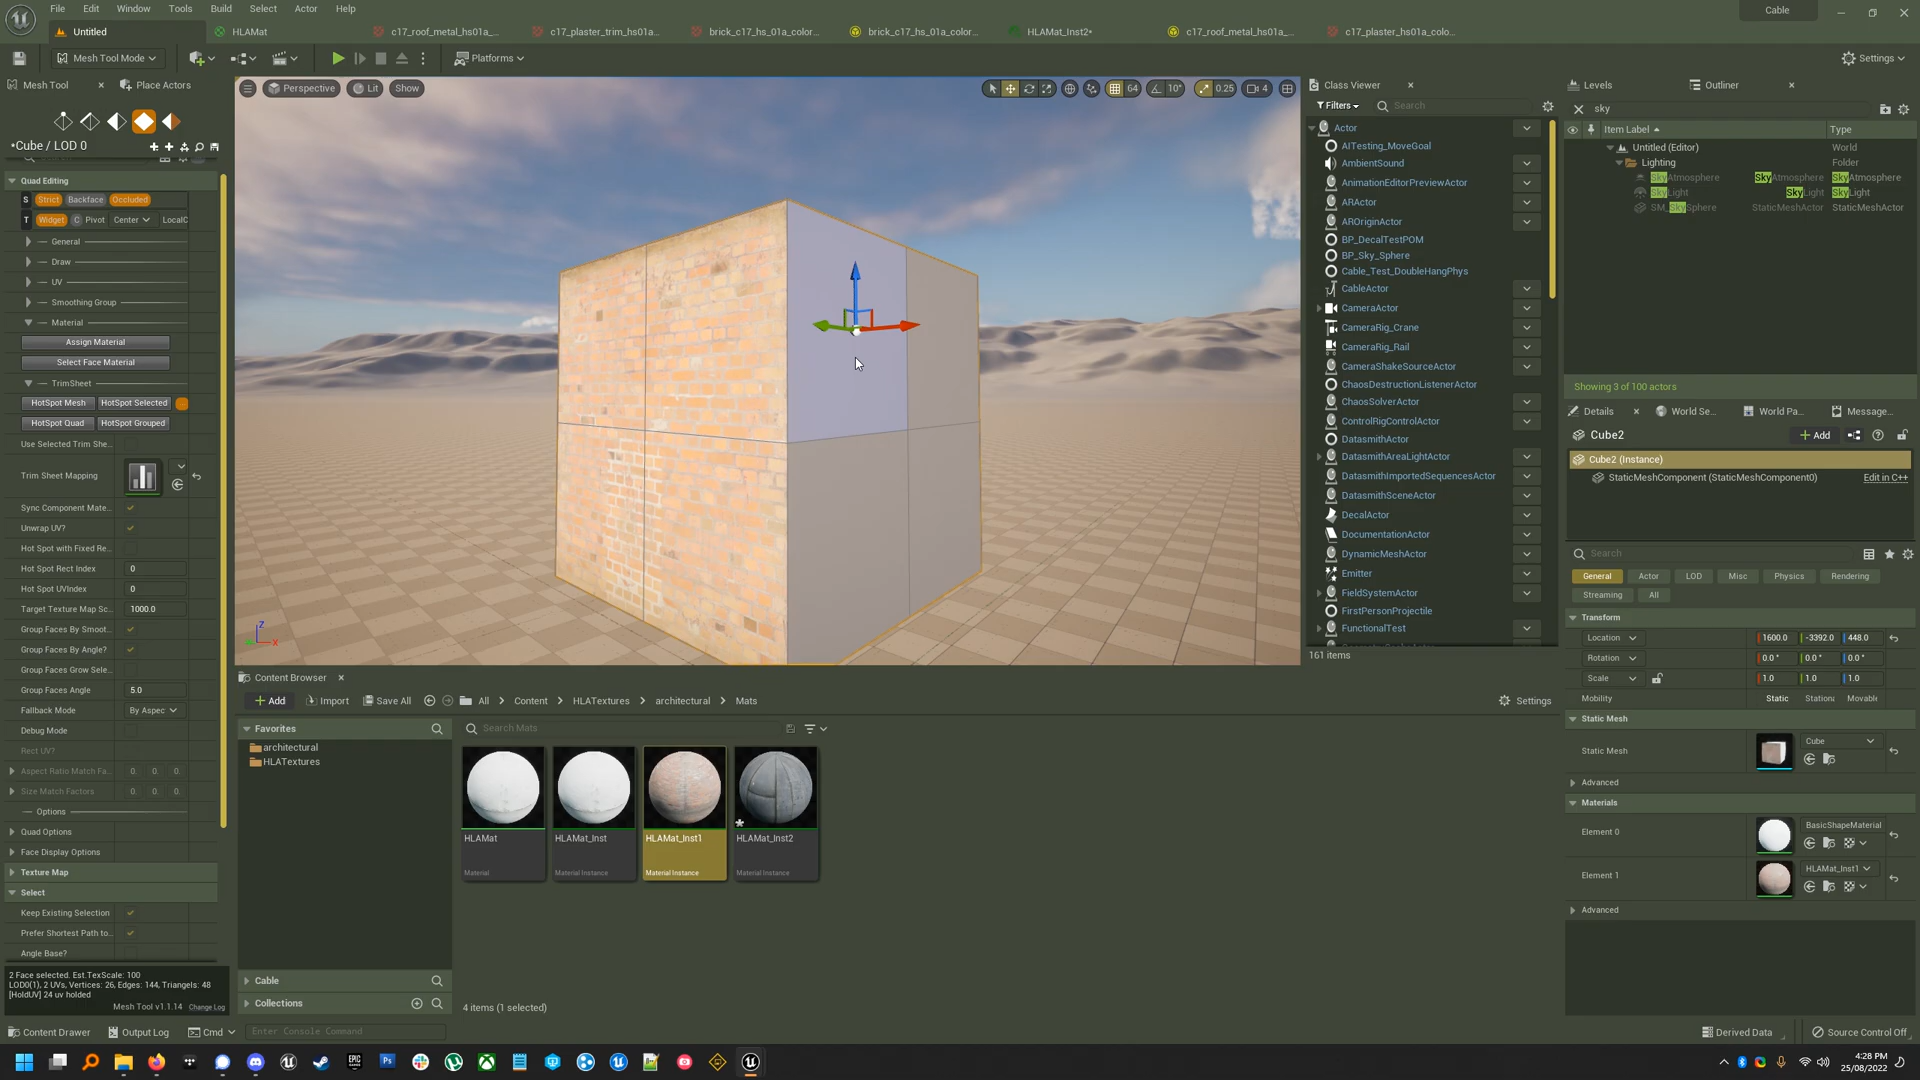 File Edit Window Tools Build Select Actor Help
Cable
Untitled
HLAMat
c17_roof_metal_hs01a_...
c17_plaster_trim_hs01a...
brick_c17_hs_01a_color...
brick_c17_hs_01a_color...
HLAMat_Inst2*
c17_roof_metal_hs01a_...
c17_plaster_hs01a_colo...
Mesh Tool Mode
Platforms
Settings
Mesh Tool
Place Actors
*Cube / LOD 0
Quad Editing
S Strict Backface Occluded
T Widget C Pivot Center LocalC
General
Draw
UV
Smoothing Group
Material
Assign Material
Select Face Material
TrimSheet
HotSpot Mesh HotSpot Selected
HotSpot Quad HotSpot Grouped
Use Selected Trim She...
Trim Sheet Mapping
Sync Component Mate...
Unwrap UV?
Hot Spot with Fixed Re...
Hot Spot Rect Index 0
Hot Spot UVIndex 0
Target Texture Map Sc... 1000.0
Group Faces By Smoot...
Group Faces By Angle?
Group Faces Grow Sele...
Group Faces Angle 5.0
Fallback Mode By Aspec
Debug Mode
Rect UV?
Aspect Ratio Match Fa... 0. 0. 0.
Size Match Factors 0. 0. 0.
Options
Quad Options
Face Display Options
Texture Map
Select
Keep Existing Selection
Prefer Shortest Path to...
Angle Base?
2 Face selected. Est.TexScale: 100
LOD0(1), 2 UVs, Vertices: 26, Edges: 144, Triangels: 48
[HoldUV] 24 uv holded
Mesh Tool v1.1.14 Change Log
Perspective Lit Show
64 10° 0.25 4
Z
X
Class Viewer
Filters Search
Actor
AITesting_MoveGoal
AmbientSound
AnimationEditorPreviewActor
ARActor
AROriginActor
BP_DecalTestPOM
BP_Sky_Sphere
Cable_Test_DoubleHangPhys
CableActor
CameraActor
CameraRig_Crane
CameraRig_Rail
CameraShakeSourceActor
ChaosDestructionListenerActor
ChaosSolverActor
ControlRigControlActor
DatasmithActor
DatasmithAreaLightActor
DatasmithImportedSequencesActor
DatasmithSceneActor
DecalActor
DocumentationActor
DynamicMeshActor
Emitter
FieldSystemActor
FirstPersonProjectile
FunctionalTest
161 items
Levels Outliner
sky
Item Label Type
Untitled (Editor) World
Lighting Folder
SkyAtmosphere SkyAtmosphere SkyAtmosphere
SkyLight SkyLight SkyLight
SM_SkySphere StaticMeshActor StaticMeshActor
Showing 3 of 100 actors
Details World Se... World Pa... Message...
Cube2 Add
Cube2 (Instance)
StaticMeshComponent (StaticMeshComponent0) Edit in C++
Search
General Actor LOD Misc Physics Rendering
Streaming All
Transform
Location 1600.0 -3392.0 448.0
Rotation 0.0 ° 0.0 ° 0.0 °
Scale 1.0 1.0 1.0
Mobility Static Station: Movabl
Static Mesh
Static Mesh Cube
Advanced
Materials
Element 0 BasicShapeMaterial
Element 1 HLAMat_Inst1
Advanced
Content Browser
Add Import Save All All Content HLATextures architectural Mats Settings
Favorites
architectural
HLATextures
Cable
Collections
Search Mats
HLAMat
Material
HLAMat_Inst
Material Instance
HLAMat_Inst1
Material Instance
HLAMat_Inst2
Material Instance
4 items (1 selected)
Content Drawer Output Log Cmd Enter Console Command
Derived Data Source Control Off
EPIC GAMES
Ps
4:28 PM
25/08/2022